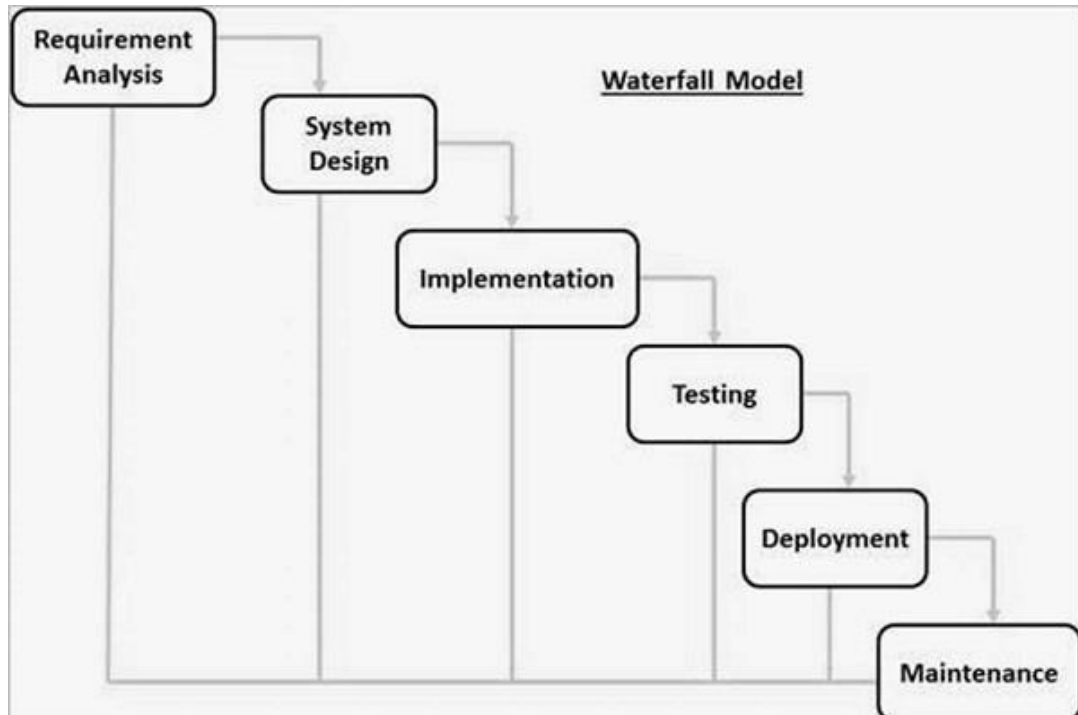 Requirement
Analysis
Waterfall Model
System
Design
Implementation
Testing
Deployment
Maintenance